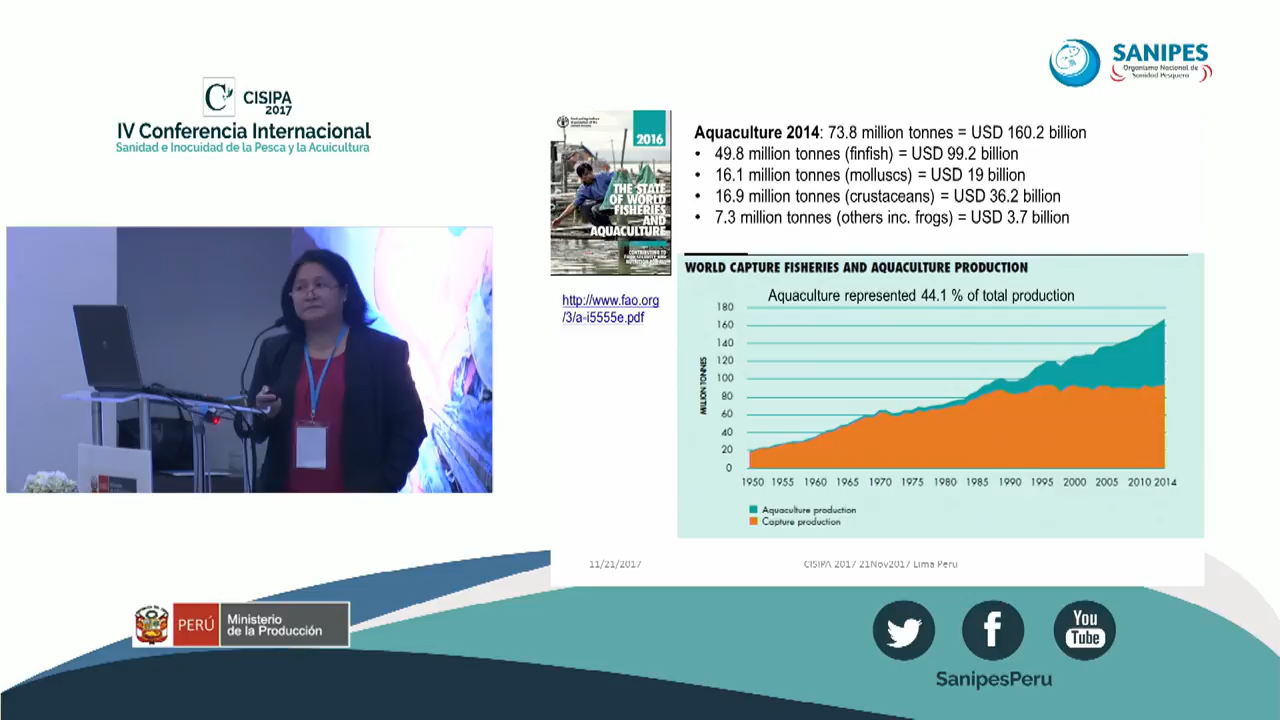 SANIPES
Organismo Nacional de
Sanidad Pesquera
C
CISIPA
2017
IV Conferencia Internacional
Sanidad e Inocuidad de la Pesca y la Acuicultura
2016
THE STATE
OF WORLD
FISHERIES
AND
AQUACULTURE
CONTRIBUTING TO
http://www.fao.org
/3/a-i5555e.pdf
Aquaculture 2014: 73.8 million tonnes = USD 160.2 billion
• 49.8 million tonnes (finfish) = USD 99.2 billion
• 16.1 million tonnes (molluscs) = USD 19 billion
• 16.9 million tonnes (crustaceans) = USD 36.2 billion
• 7.3 million tonnes (others inc. frogs) = USD 3.7 billion
WORLD CAPTURE FISHERIES AND AQUACULTURE PRODUCTION
Aquaculture represented 44.1 % of total production
MILLION TONNES
180
160
140
120
100
80
60
40
20
0
1950 1955 1960 1965 1970 1975 1980 1985 1990 1995 2000 2005 2010 2014
Aquaculture production
Capture production
11/21/2017
CISIPA 2017 21Nov2017 Lima Peru
PERÚ
Ministerio
de la Producción
You
Tube
SanipesPeru